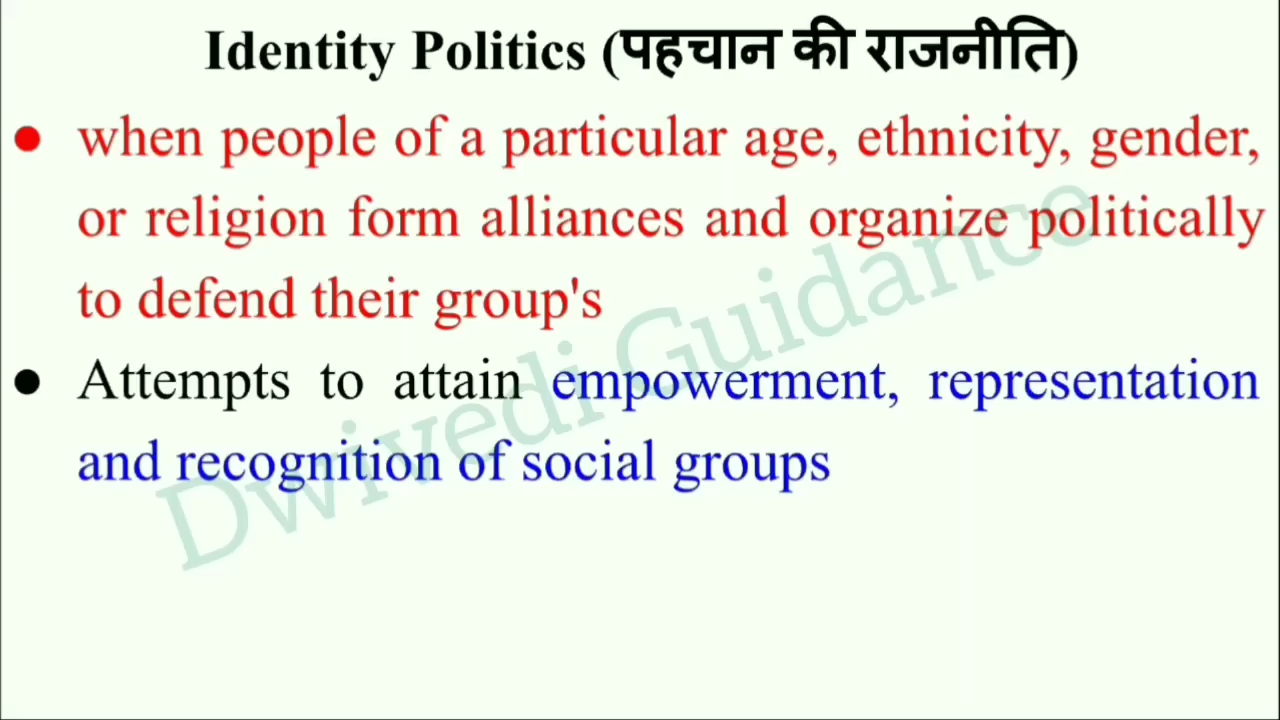 Identity Politics (पहचान की राजनीति)
● when people of a particular age, ethnicity, gender,
or religion form alliances and organize politically
to defend their group's
● Attempts to attain empowerment, representation
and recognition of social groups
Dwivedi Guidance